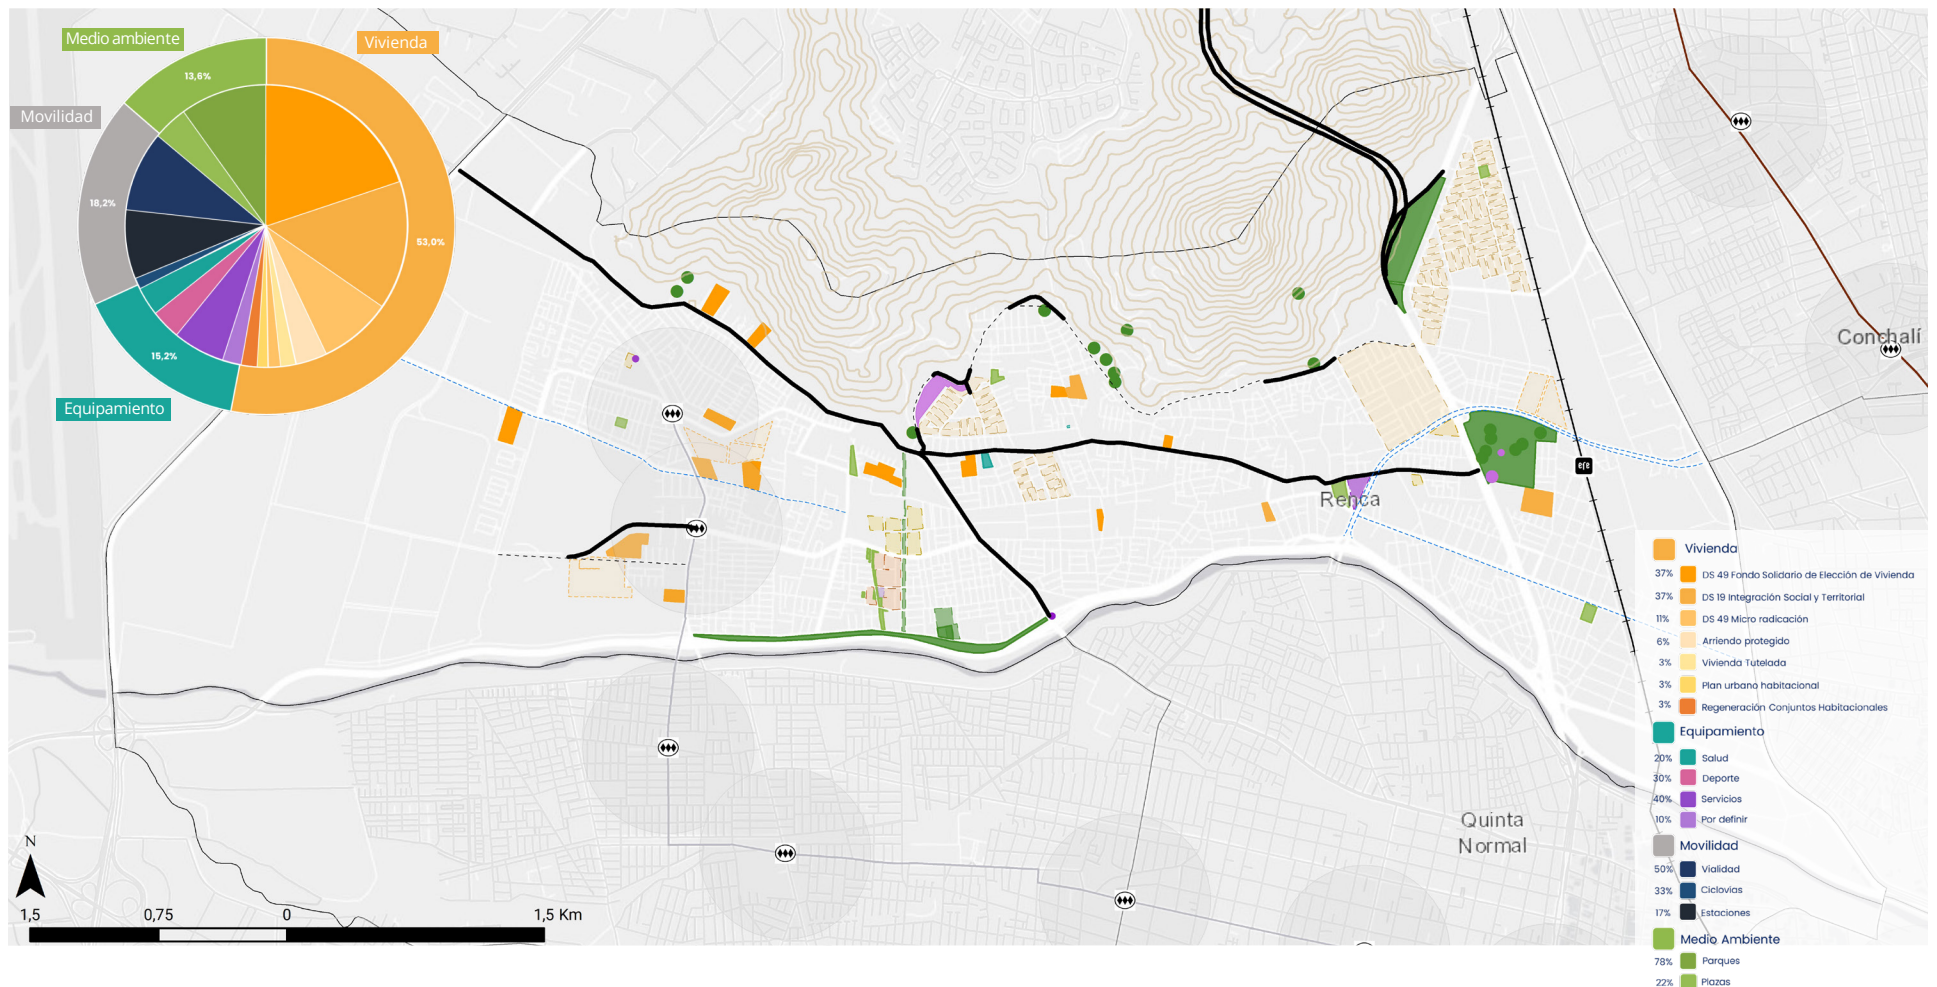 Medio ambiente
Vivienda
13,6%
Movilidad
18,2%
53,0%
15,2%
Equipamiento
Conchalí
Renca
efe
Quinta
Normal
N
1,5
0,75
0
1,5 Km
Vivienda
37% DS 49 Fondo Solidario de Elección de Vivienda
37% DS 19 Integración Social y Territorial
11% DS 49 Micro radicación
6% Arriendo protegido
3% Vivienda Tutelada
3% Plan urbano habitacional
3% Regeneración Conjuntos Habitacionales
Equipamiento
20% Salud
30% Deporte
40% Servicios
10% Por definir
Movilidad
50% Vialidad
33% Ciclovias
17% Estaciones
Medio Ambiente
78% Parques
22% Plazas